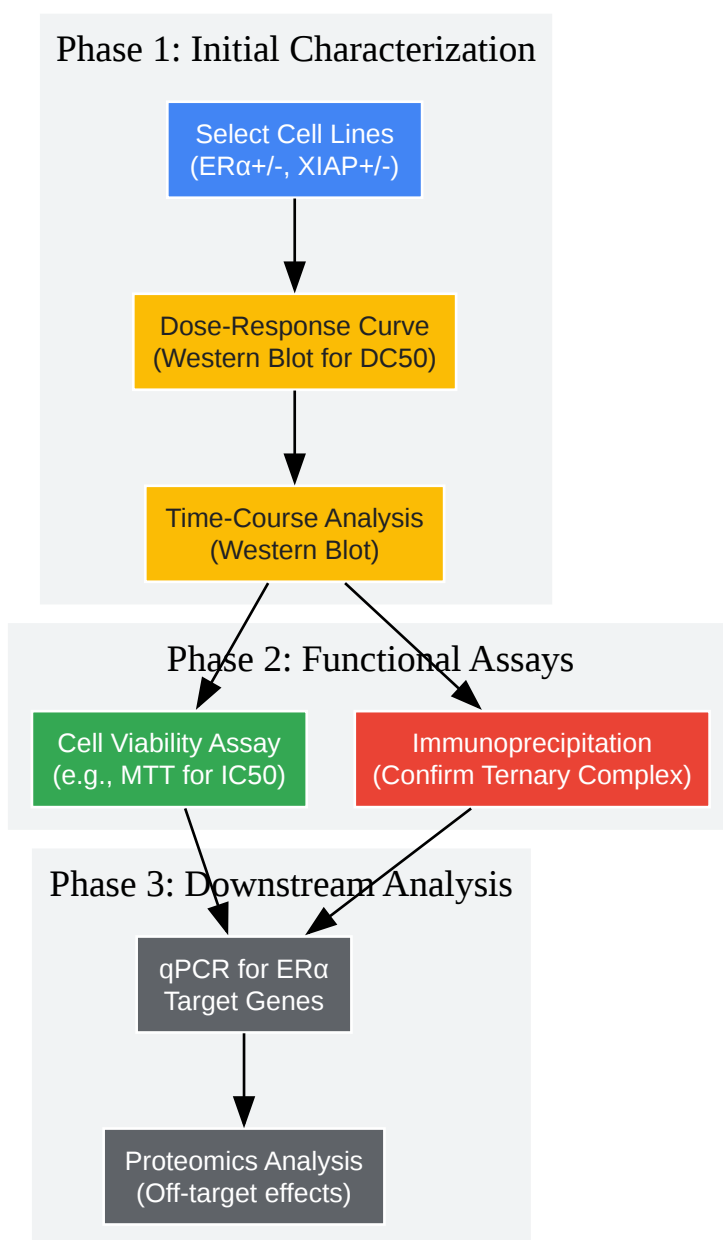 Phase 1: Initial Characterization
Select Cell Lines
(ERα+/-, XIAP+/-)
Dose-Response Curve
(Western Blot for DC50)
Time-Course Analysis
(Western Blot)
Phase 2: Functional Assays
Cell Viability Assay
(e.g., MTT for IC50)
Immunoprecipitation
(Confirm Ternary Complex)
Phase 3: Downstream Analysis
qPCR for ERα
Target Genes
Proteomics Analysis
(Off-target effects)